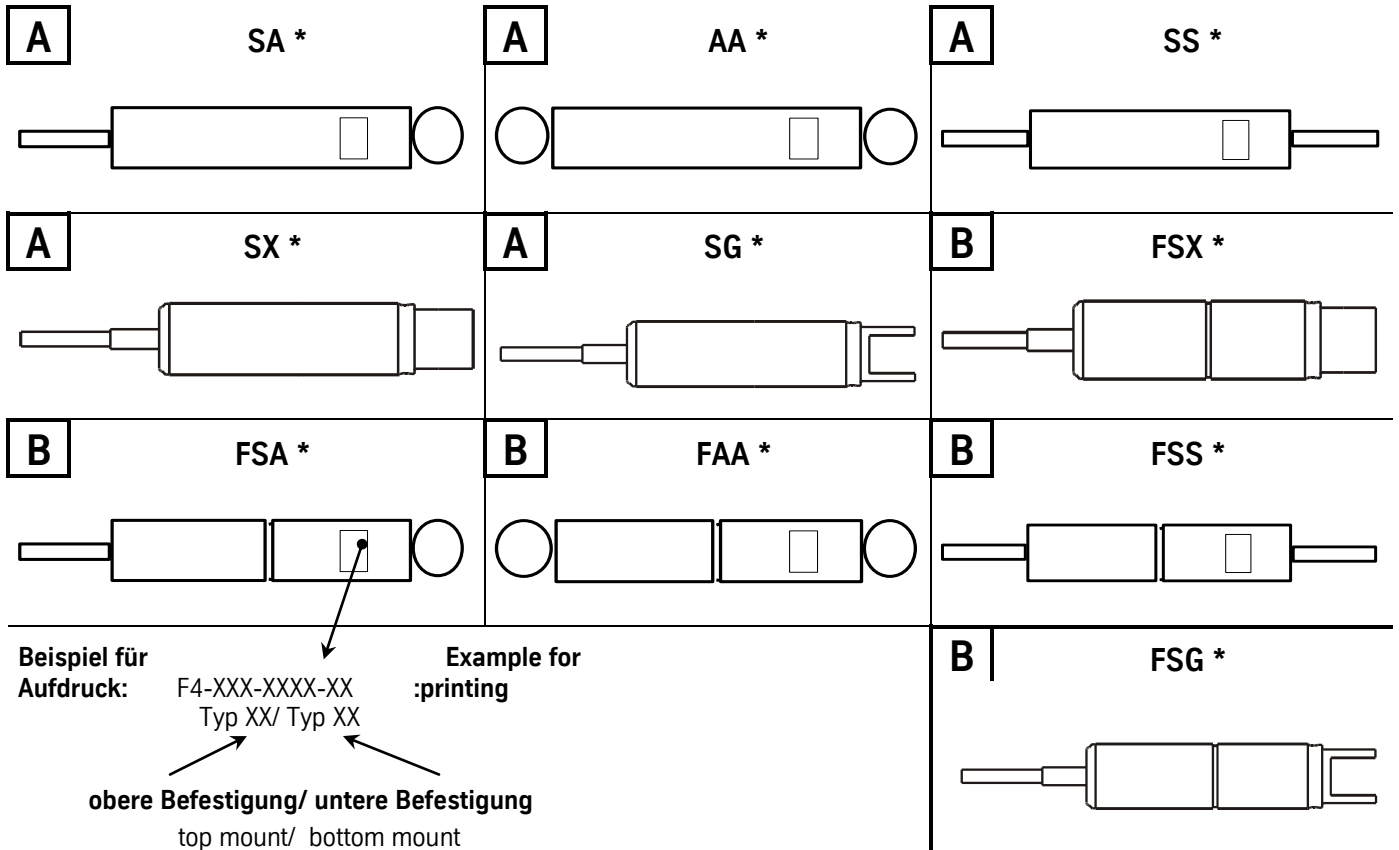 A SA *
A AA *
A SS *
A SX *
A SG *
B FSX *
B FSA *
B FAA *
B FSS *
Beispiel für
Aufdruck:
F4-XXX-XXXX-XX
Typ XX/ Typ XX
Example for
:printing
obere Befestigung/ untere Befestigung
top mount/ bottom mount
B FSG *